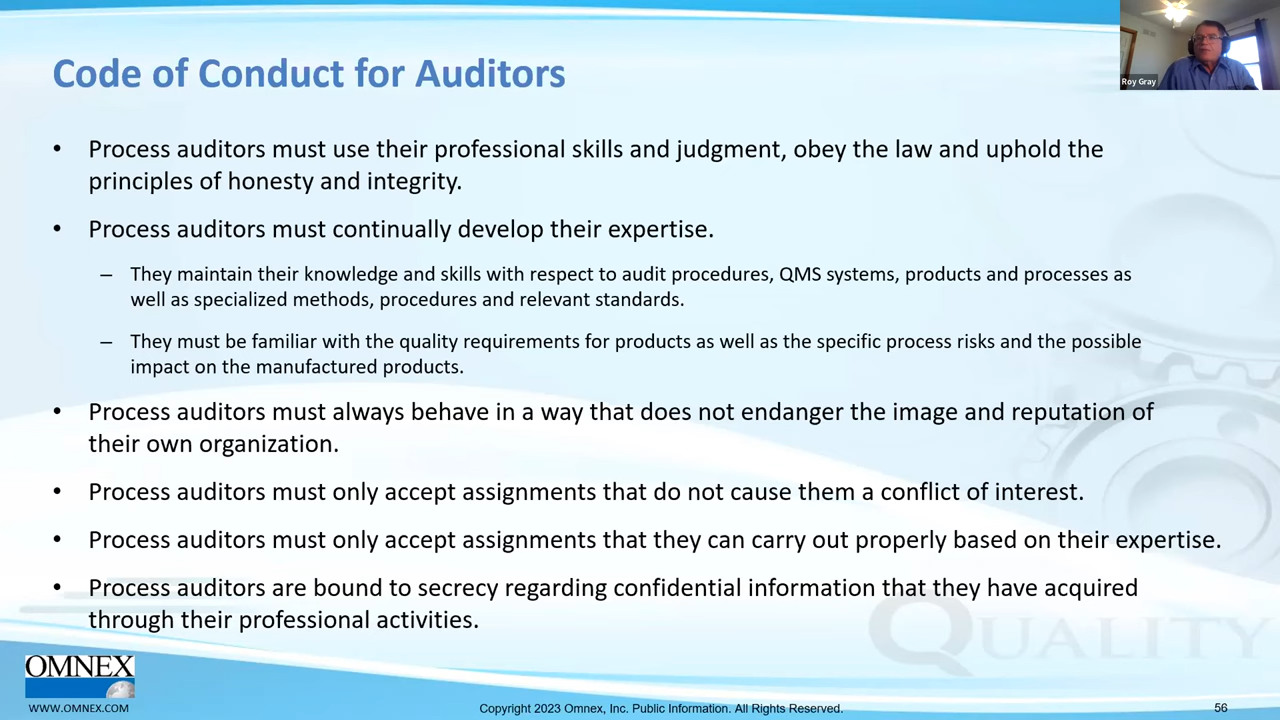 Roy Gray
Code of Conduct for Auditors
• Process auditors must use their professional skills and judgment, obey the law and uphold the
principles of honesty and integrity.
• Process auditors must continually develop their expertise.
– They maintain their knowledge and skills with respect to audit procedures, QMS systems, products and processes as
well as specialized methods, procedures and relevant standards.
– They must be familiar with the quality requirements for products as well as the specific process risks and the possible
impact on the manufactured products.
• Process auditors must always behave in a way that does not endanger the image and reputation of
their own organization.
• Process auditors must only accept assignments that do not cause them a conflict of interest.
• Process auditors must only accept assignments that they can carry out properly based on their expertise.
• Process auditors are bound to secrecy regarding confidential information that they have acquired
through their professional activities.
QUALITY
OMNEX
WWW.OMNEX.COM
Copyright 2023 Omnex, Inc. Public Information. All Rights Reserved.
56